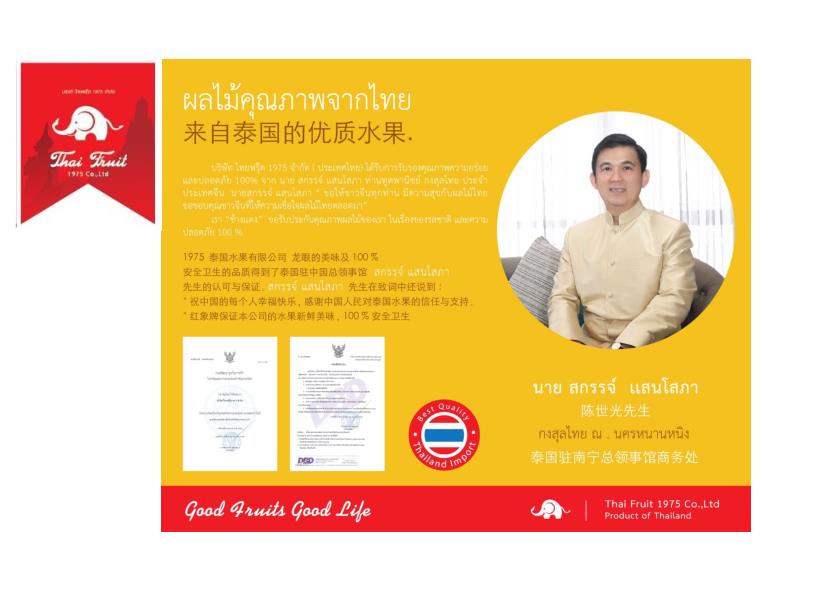 บริษัท ไทยฟรุ๊ต 1975 จำกัด
Thai Fruit
1975 Co.,Ltd
ผลไม้คุณภาพจากไทย
来自泰国的优质水果.
บริษัท ไทยฟรุ๊ต 1975 จำกัด ( ประเทศไทย) ได้รับการรับรองคุณภาพความอร่อย
และปลอดภัย 100% จาก นาย สกรรจ์ แสนโสภา ท่านทูตพานิชย์ กงสุลไทย ประจำ
ประเทศจีน นายสกรรจ์ แสนโสภา " ขอให้ชาวจีนทุกท่าน มีความสุขกับผลไม้ไทย
ขอขอบคุณชาวจีนที่ให้ความเชื่อใจผลไม้ไทยตลอดมา"
เรา "ช้างแดง" ขอรับประกันคุณภาพผลไม้ของเรา ในเรื่องของรสชาติ และความ
ปลอดภัย 100 %
1975 泰国水果有限公司 龙眼的美味及 100 %
安全卫生的品质得到了泰国驻中国总领事馆 สกรรจ์ แสนโสภา
先生的认可与保证. สกรรจ์ แสนโสภา 先生在致词中还说到 :
" 祝中国的每个人幸福快乐, 感谢中国人民对泰国水果的信任与支持 .
" 红象牌保证本公司的水果新鲜美味, 100 % 安全卫生
DBD
Best Quality
Thailand Import
นาย สกรรจ์ แสนโสภา
陈世光先生
กงสุลไทย ณ . นครหนานหนิง
泰国驻南宁总领事馆商务处
Good Fruits Good Life
Thai Fruit 1975 Co.,Ltd
Product of Thailand